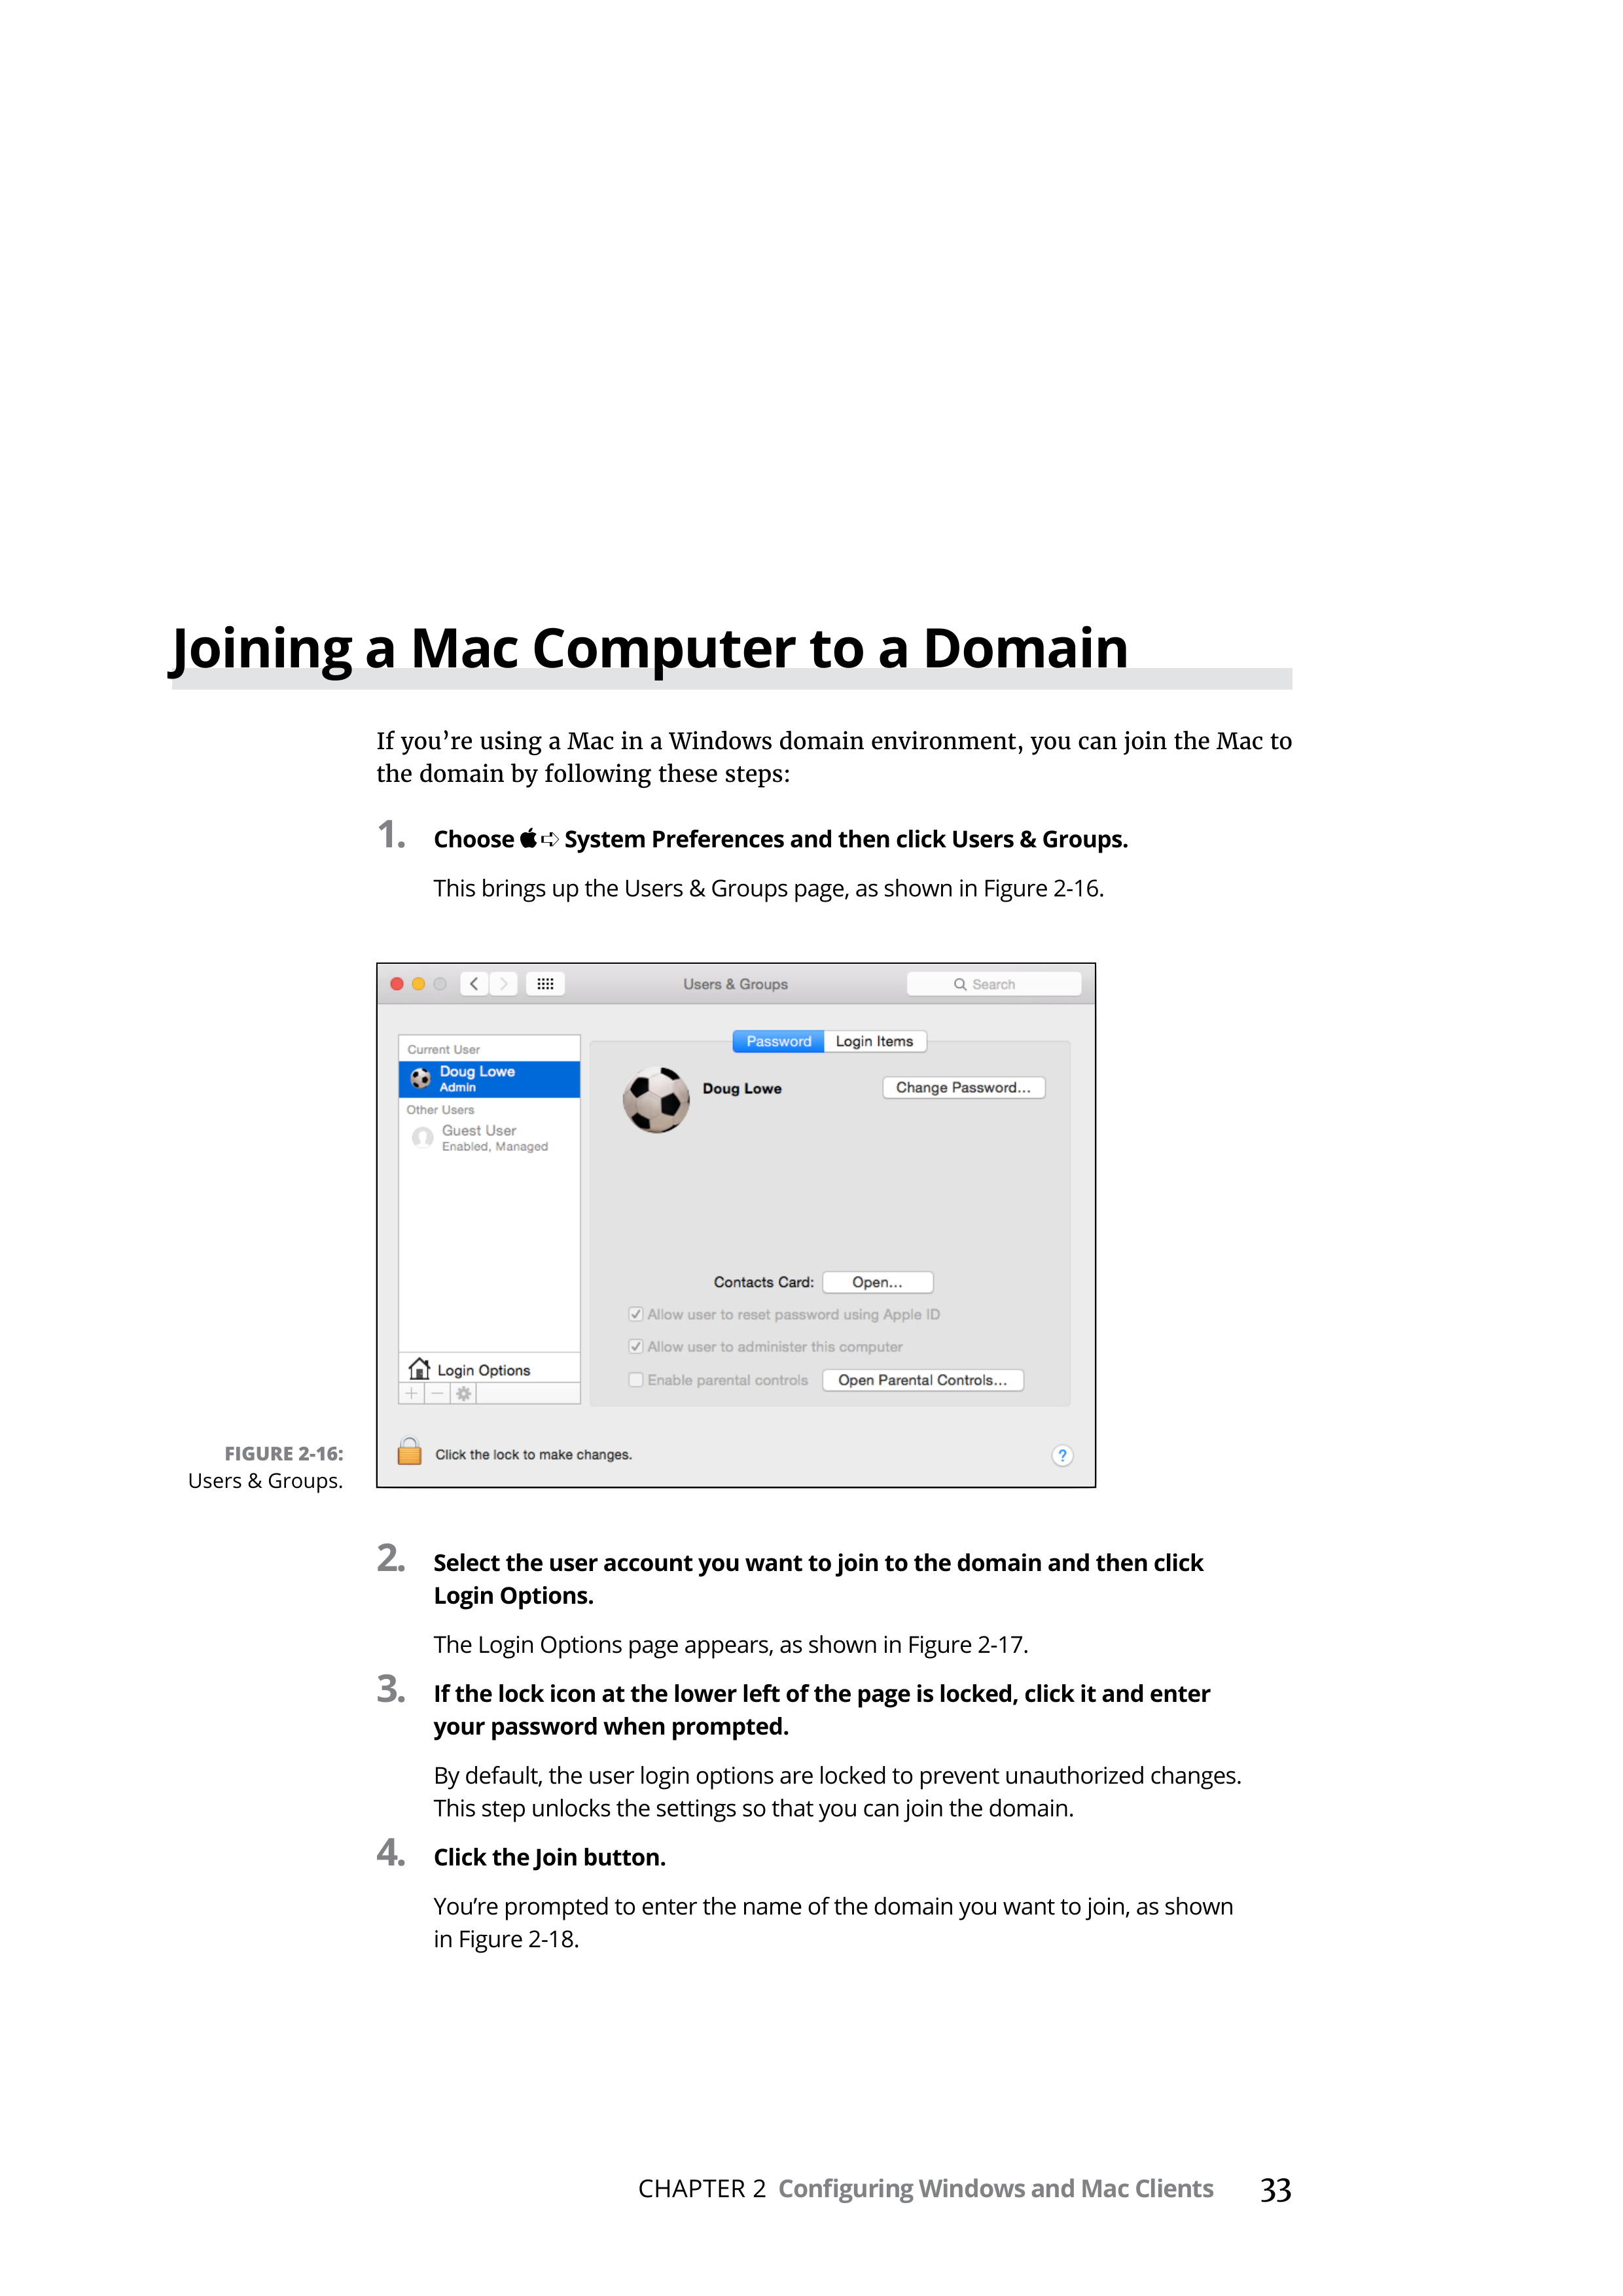 Joining a Mac Computer to a Domain
If you’re using a Mac in a Windows domain environment, you can join the Mac to
the domain by following these steps:
1. Choose ➪ System Preferences and then click Users & Groups.
This brings up the Users & Groups page, as shown in Figure 2-16.
Users & Groups
Search
Current User
Doug Lowe
Admin
Other Users
Guest User
Enabled, Managed
Login Options
Password Login Items
Doug Lowe
Change Password...
Contacts Card: Open...
Allow user to reset password using Apple ID
Allow user to administer this computer
Enable parental controls Open Parental Controls...
Click the lock to make changes.
?
FIGURE 2-16:
Users & Groups.
2. Select the user account you want to join to the domain and then click
Login Options.
The Login Options page appears, as shown in Figure 2-17.
3. If the lock icon at the lower left of the page is locked, click it and enter
your password when prompted.
By default, the user login options are locked to prevent unauthorized changes.
This step unlocks the settings so that you can join the domain.
4. Click the Join button.
You’re prompted to enter the name of the domain you want to join, as shown
in Figure 2-18.
CHAPTER 2 Configuring Windows and Mac Clients 33